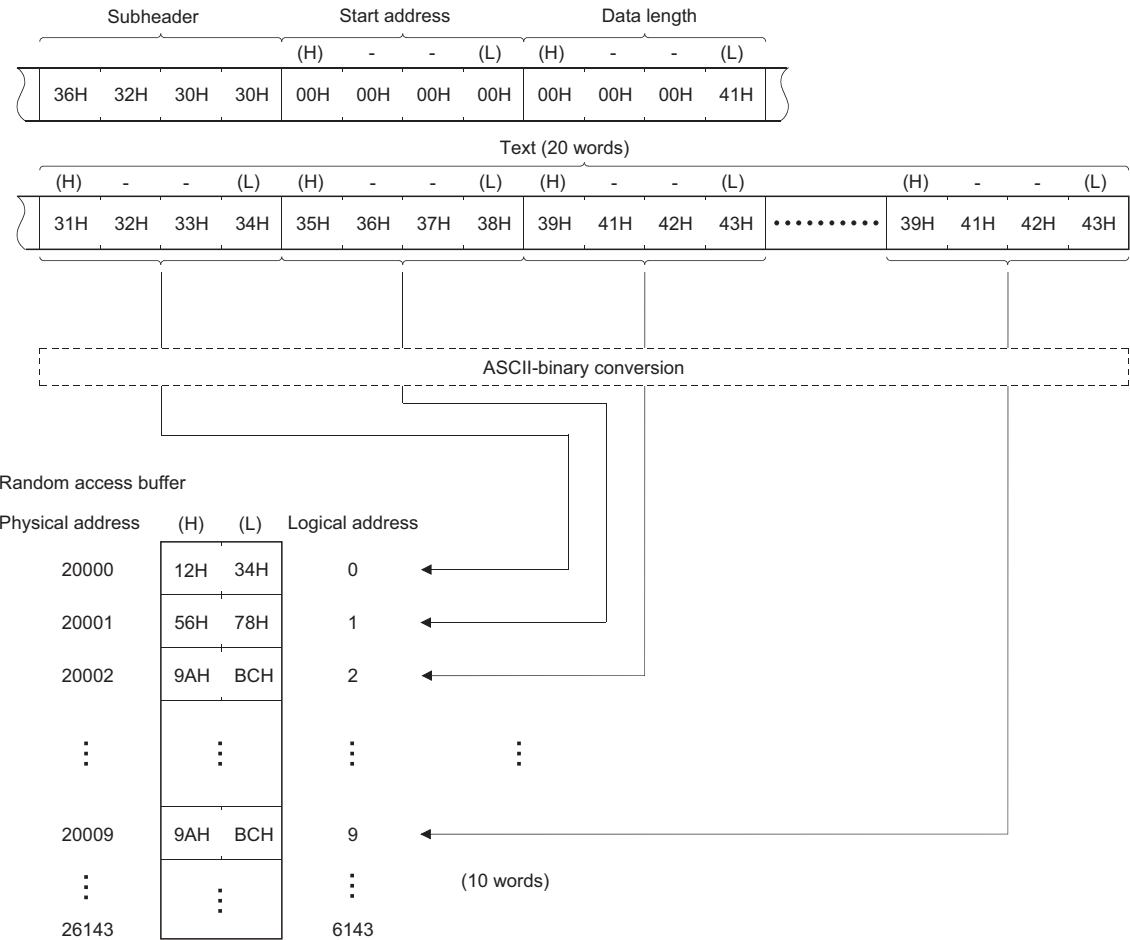 Subheader Start address Data length
(H) - - (L) (H) - - (L)
36H 32H 30H 30H 00H 00H 00H 00H 00H 00H 00H 41H
Text (20 words)
(H) - - (L) (H) - - (L) (H) - - (L) (H) - - (L)
31H 32H 33H 34H 35H 36H 37H 38H 39H 41H 42H 43H •••••••••• 39H 41H 42H 43H
ASCII-binary conversion
Random access buffer
Physical address (H) (L) Logical address
20000 12H 34H 0
20001 56H 78H 1
20002 9AH BCH 2
⋮ ⋮ ⋮ ⋮
20009 9AH BCH 9
⋮ ⋮ ⋮ (10 words)
26143 6143